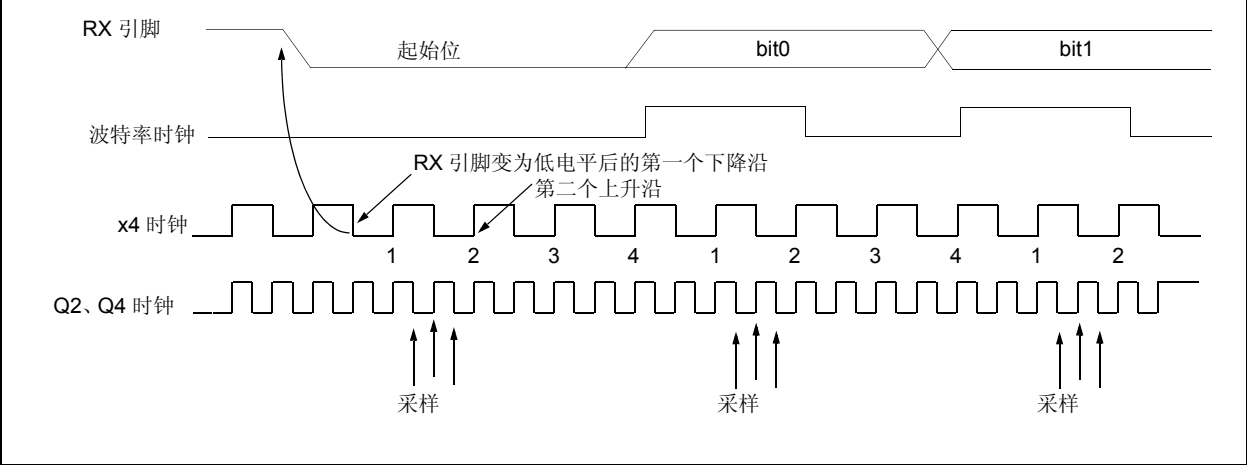 RX 引脚
起始位
bit0
bit1
波特率时钟
RX 引脚变为低电平后的第一个下降沿
第二个上升沿
x4 时钟
1 2 3 4 1 2 3 4 1 2
Q2、Q4 时钟
采样 采样 采样